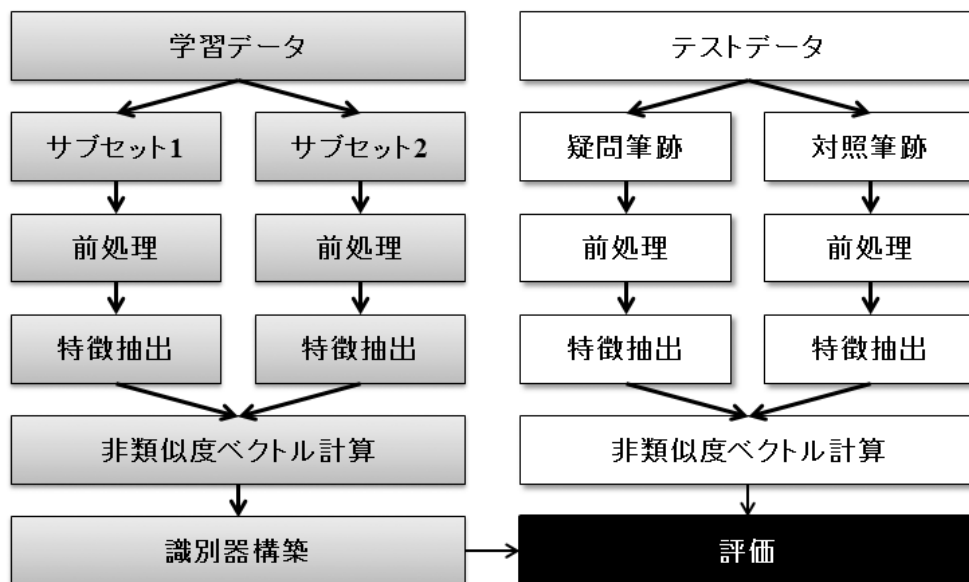 学習データ
サブセット1
サブセット2
前処理
前処理
特徴抽出
特徴抽出
非類似度ベクトル計算
識別器構築
テストデータ
疑問筆跡
対照筆跡
前処理
前処理
特徴抽出
特徴抽出
非類似度ベクトル計算
評価